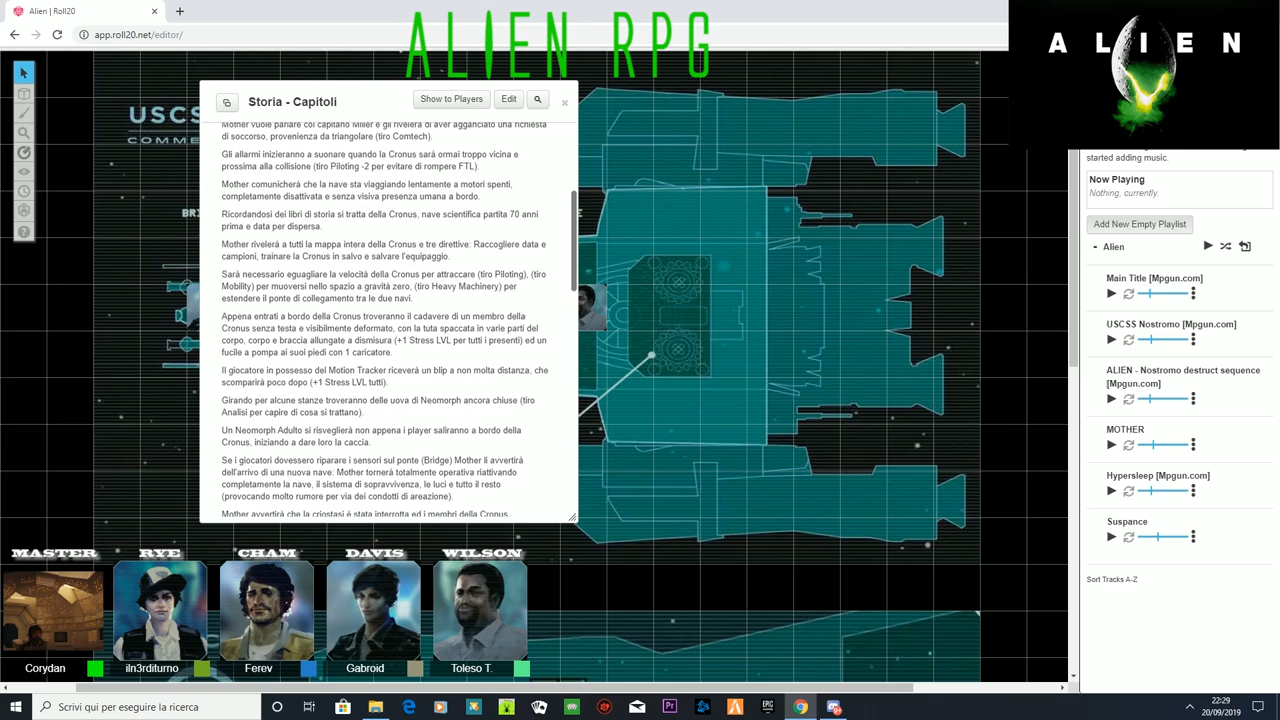 Alien | Roll20
app.roll20.net/editor/
ALIEN RPG
ALIEN
USCS
COMME
Storia - Capitoli
Show to Players
Edit
Mother vuole parlare col capitano Miller e gli rivelerà di aver agganciato una richiesta
di soccorso, provenienza da triangolare (tiro Comtech).
Gli allarmi inizieranno a suonare quando la Cronus sarà ormai troppo vicina e
prossima alla collisione (tiro Piloting -2 per evitare di rompere FTL).
Mother comunicherà che la nave sta viaggiando lentamente a motori spenti,
completamente disattivata e senza visiva presenza umana a bordo.
Ricordandosi dei libri di storia si tratta della Cronus, nave scientifica partita 70 anni
prima e data per dispersa.
Mother rivelerà a tutti la mappa intera della Cronus e tre direttive: Raccogliere data e
campioni, trainare la Cronus in salvo e salvare l'equipaggio.
Sarà necessario eguagliare la velocità della Cronus per attraccare (tiro Piloting), (tiro
Mobility) per muoversi nello spazio a gravità zero, (tiro Heavy Machinery) per
estendere il ponte di collegamento tra le due navi.
Appena entrati a bordo della Cronus troveranno il cadavere di un membro della
Cronus senza testa e visibilmente deformato, con la tuta spaccata in varie parti del
corpo, corpo e braccia allungate a dismisura (+1 Stress LVL per tutti i presenti) ed un
fucile a pompa ai suoi piedi con 1 caricatore.
Il giocatore in possesso del Motion Tracker riceverà un blip a non molta distanza, che
scomparirà poco dopo (+1 Stress LVL tutti).
Girando per alcune stanze troveranno delle uova di Neomorph ancora chiuse (tiro
Analisi per capire di cosa si trattano).
Un Neomorph Adulto si risveglierà non appena i player saliranno a bordo della
Cronus, iniziando a dare loro la caccia.
Se i giocatori dovessero riparare i sensori sul ponte (Bridge) Mother li avvertirà
dell'arrivo di una nuova nave: Mother tornerà totalmente operativa riattivando
completamente la nave, il sistema di sopravvivenza, le luci e tutto il resto
(provocando molto rumore per via dei condotti di areazione).
Mother avvertirà che la criostasi è stata interrotta ed i membri della Cronus
started adding music.
Now Playing
Nothing, currently.
Add New Empty Playlist
Alien
Main Title [Mpgun.com]
USCSS Nostromo [Mpgun.com]
ALIEN - Nostromo destruct sequence
[Mpgun.com]
MOTHER
Hypersleep [Mpgun.com]
Suspance
Sort Tracks A-Z
MASTER
RYE
CHAM
DAVIS
WILSON
Corydan
iln3rditurno
Ferev
Gabroid
Toleso T.
Scrivi qui per eseguire la ricerca
22:29
20/09/2019